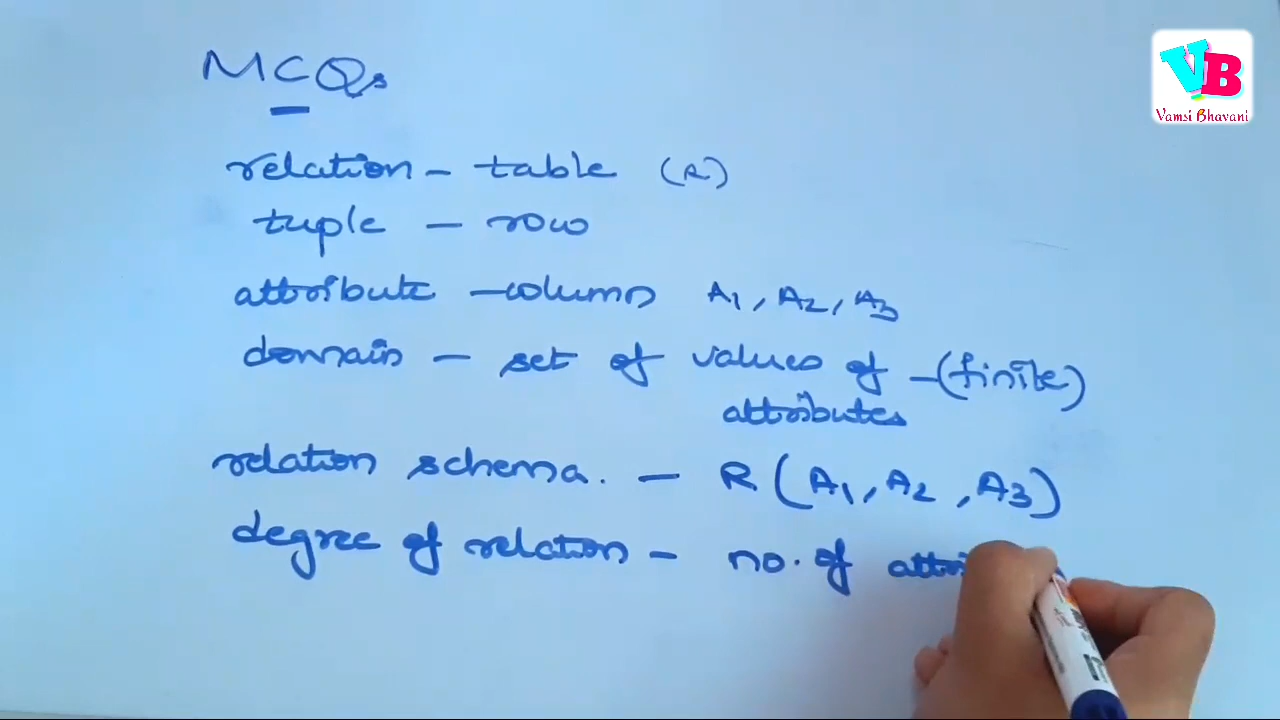 MCQs
relation - table (R)
tuple - row
attribute - column A1, A2, A3
domain - set of values of - (finite)
attributes
relation schema. - R (A1, A2, A3)
degree of relation - no. of
VB
Vamsi Bhavani